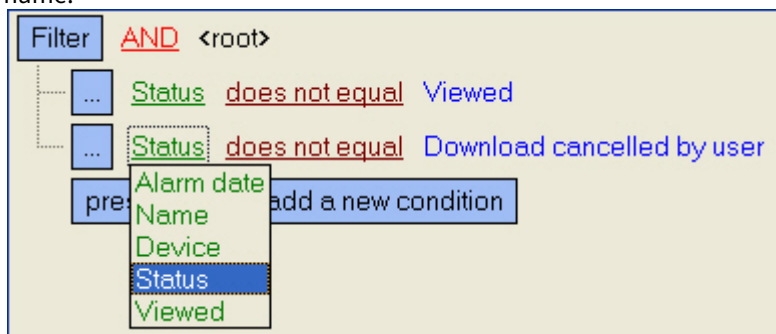 name.
Filter AND <root>
... Status does not equal Viewed
... Status does not equal Download cancelled by user
add a new condition
Alarm date
Name
Device
Status
Viewed